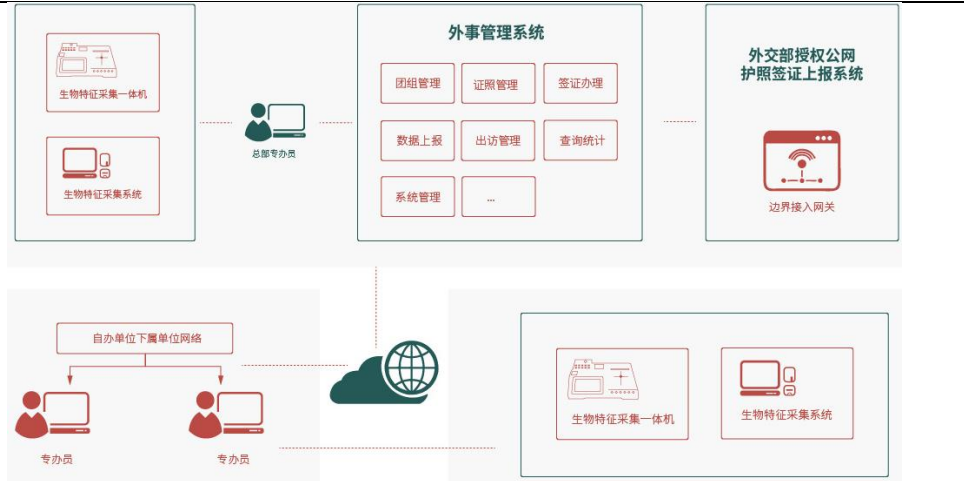 生物特征采集一体机
生物特征采集系统
总部专办员
外事管理系统
团组管理
证照管理
签证办理
数据上报
出访管理
查询统计
系统管理
...
外交部授权公网
护照签证上报系统
边界接入网关
自办单位下属单位网络
专办员
专办员
生物特征采集一体机
生物特征采集系统